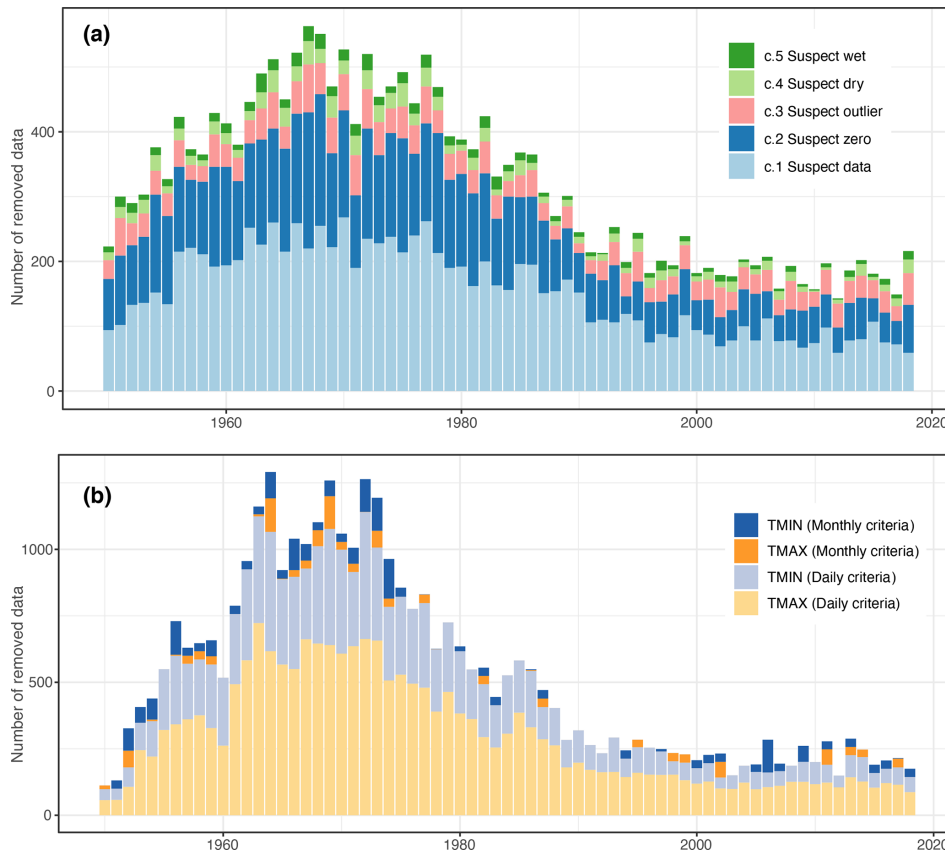 (a)
Number of removed data
400
200
0
c.5 Suspect wet
c.4 Suspect dry
c.3 Suspect outlier
c.2 Suspect zero
c.1 Suspect data
1960
1980
2000
2020
(b)
Number of removed data
1000
500
0
TMIN (Monthly criteria)
TMAX (Monthly criteria)
TMIN (Daily criteria)
TMAX (Daily criteria)
1960
1980
2000
2020